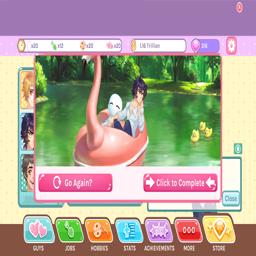 x20 x12 x20 x20 1.16 Trillion 316
Go Again? Click to Complete
Close
GUYS JOBS HOBBIES STATS ACHIEVEMENTS MORE STORE